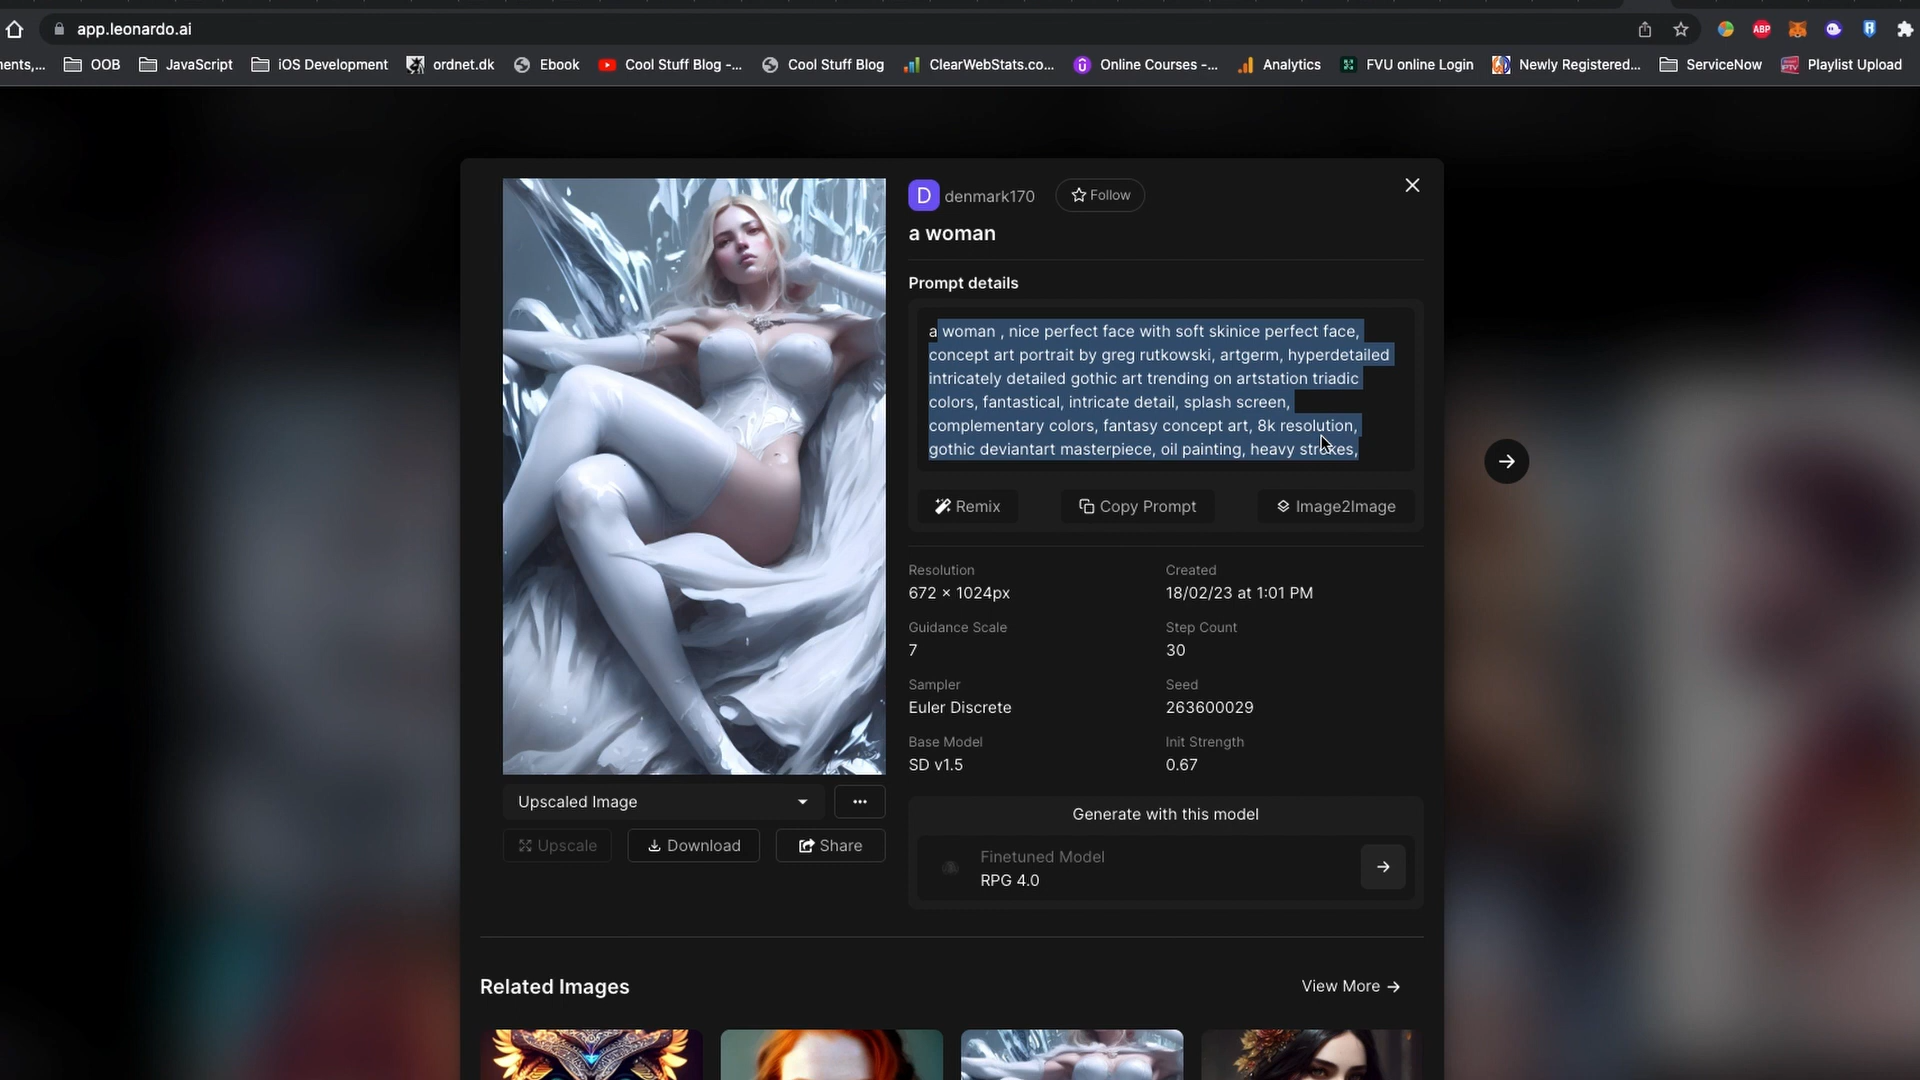 app.leonardo.ai
ABP
nents,...
OOB
JavaScript
iOS Development
ordnet.dk
Ebook
Cool Stuff Blog -...
Cool Stuff Blog
ClearWebStats.co...
Online Courses -...
Analytics
FVU online Login
Newly Registered...
ServiceNow
Playlist Upload
D denmark170
Follow
a woman
Prompt details
a woman , nice perfect face with soft skinice perfect face,
concept art portrait by greg rutkowski, artgerm, hyperdetailed
intricately detailed gothic art trending on artstation triadic
colors, fantastical, intricate detail, splash screen,
complementary colors, fantasy concept art, 8k resolution,
gothic deviantart masterpiece, oil painting, heavy strokes,
Remix
Copy Prompt
Image2Image
Resolution
672 × 1024px
Created
18/02/23 at 1:01 PM
Guidance Scale
7
Step Count
30
Sampler
Euler Discrete
Seed
263600029
Base Model
SD v1.5
Init Strength
0.67
Upscaled Image
Upscale
Download
Share
Generate with this model
Finetuned Model
RPG 4.0
Related Images
View More